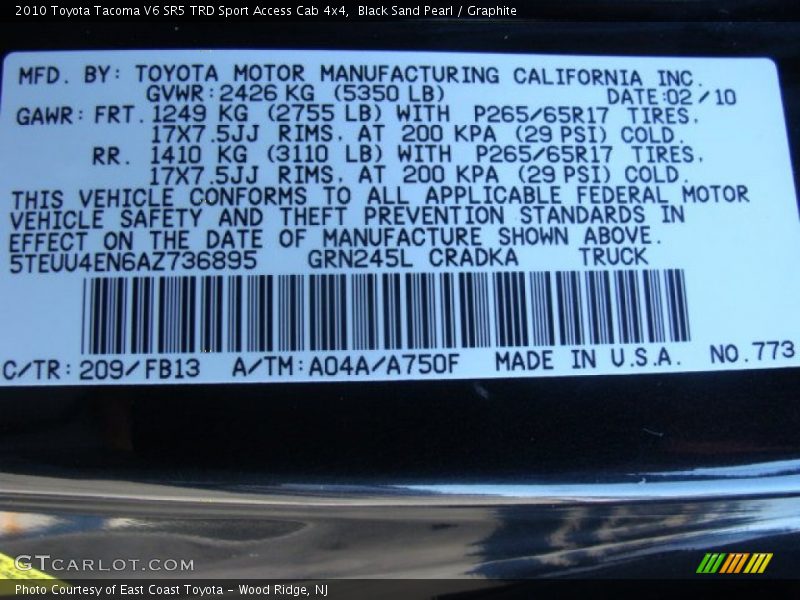 2010 Toyota Tacoma V6 SR5 TRD Sport Access Cab 4x4,  Black Sand Pearl / Graphite
MFD. BY: TOYOTA MOTOR MANUFACTURING CALIFORNIA INC.
GVWR:2426 KG (5350 LB) DATE:02/10
GAWR: FRT. 1249 KG (2755 LB) WITH P265/65R17 TIRES.
17X7.5JJ RIMS. AT 200 KPA (29 PSI) COLD.
RR. 1410 KG (3110 LB) WITH P265/65R17 TIRES.
17X7.5JJ RIMS. AT 200 KPA (29 PSI) COLD.
THIS VEHICLE CONFORMS TO ALL APPLICABLE FEDERAL MOTOR
VEHICLE SAFETY AND THEFT PREVENTION STANDARDS IN
EFFECT ON THE DATE OF MANUFACTURE SHOWN ABOVE.
5TEUU4EN6AZ736895 GRN245L CRADKA TRUCK
C/TR: 209/FB13 A/TM: A04A/A750F MADE IN U.S.A. NO. 773
GTCARLOT.COM
Photo Courtesy of East Coast Toyota - Wood Ridge, NJ